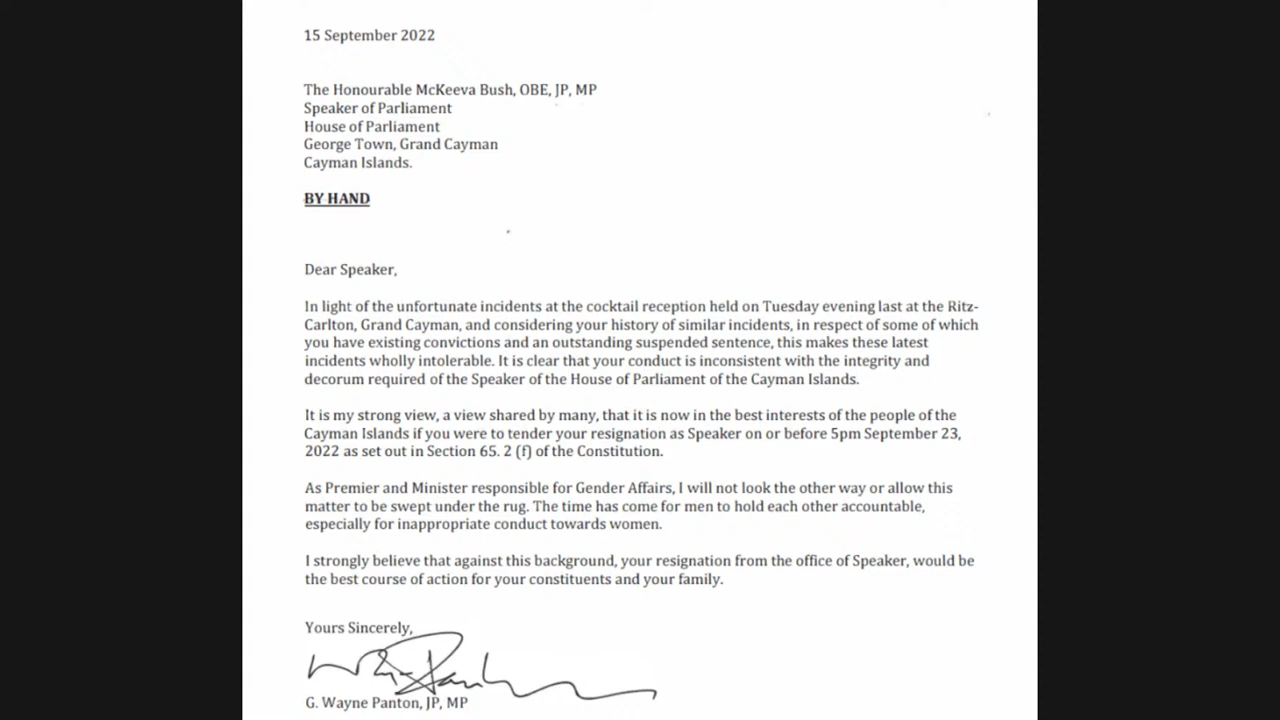 15 September 2022
The Honourable McKeeva Bush, OBE, JP, MP
Speaker of Parliament
House of Parliament
George Town, Grand Cayman
Cayman Islands.
BY HAND
Dear Speaker,
In light of the unfortunate incidents at the cocktail reception held on Tuesday evening last at the Ritz-
Carlton, Grand Cayman, and considering your history of similar incidents, in respect of some of which
you have existing convictions and an outstanding suspended sentence, this makes these latest
incidents wholly intolerable. It is clear that your conduct is inconsistent with the integrity and
decorum required of the Speaker of the House of Parliament of the Cayman Islands.
It is my strong view, a view shared by many, that it is now in the best interests of the people of the
Cayman Islands if you were to tender your resignation as Speaker on or before 5pm September 23,
2022 as set out in Section 65. 2 (f) of the Constitution.
As Premier and Minister responsible for Gender Affairs, I will not look the other way or allow this
matter to be swept under the rug. The time has come for men to hold each other accountable,
especially for inappropriate conduct towards women.
I strongly believe that against this background, your resignation from the office of Speaker, would be
the best course of action for your constituents and your family.
Yours Sincerely,
G. Wayne Panton, JP, MP